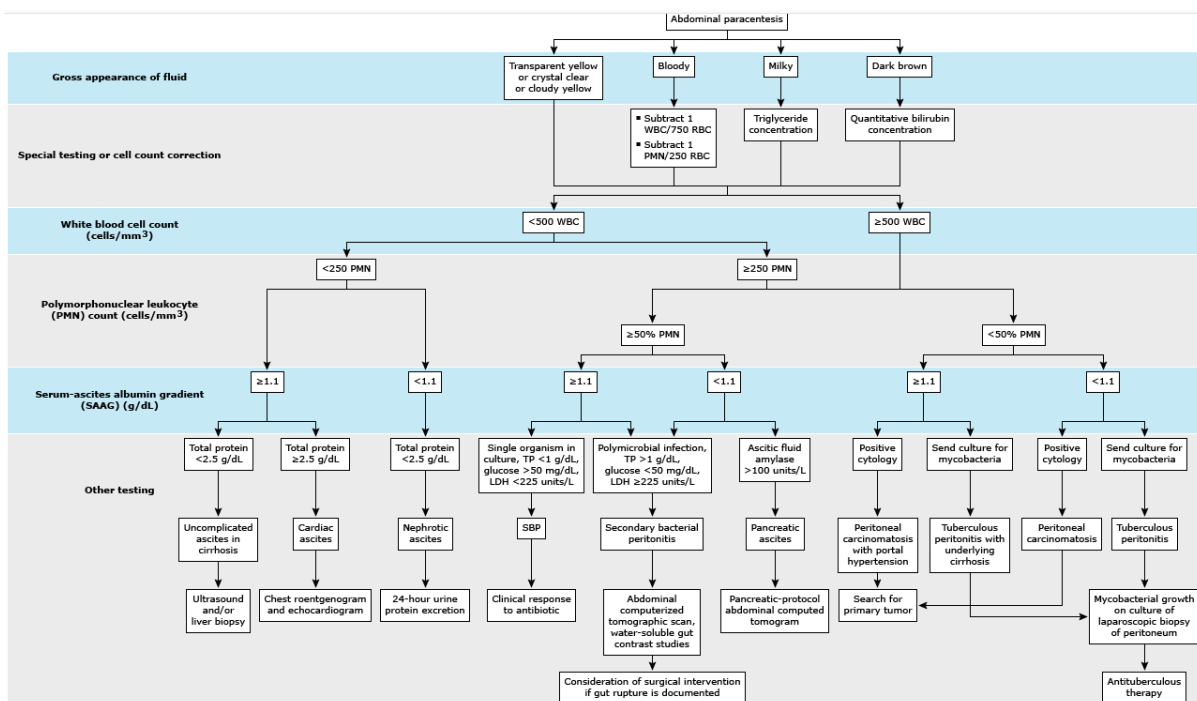 Abdominal paracentesis
Gross appearance of fluid
Transparent yellow
or crystal clear
or cloudy yellow
Bloody
Milky
Dark brown
Special testing or cell count correction
▪ Subtract 1
WBC/750 RBC
▪ Subtract 1
PMN/250 RBC
Triglyceride
concentration
Quantitative bilirubin
concentration
White blood cell count
(cells/mm³)
<500 WBC
≥500 WBC
Polymorphonuclear leukocyte
(PMN) count (cells/mm³)
<250 PMN
≥250 PMN
≥50% PMN
<50% PMN
Serum-ascites albumin gradient
(SAAG) (g/dL)
≥1.1
<1.1
≥1.1
<1.1
≥1.1
<1.1
Other testing
Total protein
<2.5 g/dL
Total protein
≥2.5 g/dL
Total protein
<2.5 g/dL
Single organism in
culture, TP <1 g/dL,
glucose >50 mg/dL,
LDH <225 units/L
Polymicrobial infection,
TP >1 g/dL,
glucose <50 mg/dL,
LDH ≥225 units/L
Ascitic fluid
amylase
>100 units/L
Positive
cytology
Send culture for
mycobacteria
Positive
cytology
Send culture for
mycobacteria
Uncomplicated
ascites in
cirrhosis
Cardiac
ascites
Nephrotic
ascites
SBP
Secondary bacterial
peritonitis
Pancreatic
ascites
Peritoneal
carcinomatosis
with portal
hypertension
Tuberculous
peritonitis with
underlying
cirrhosis
Peritoneal
carcinomatosis
Tuberculous
peritonitis
Ultrasound
and/or
liver biopsy
Chest roentgenogram
and echocardiogram
24-hour urine
protein excretion
Clinical response
to antibiotic
Abdominal
computerized
tomographic scan,
water-soluble gut
contrast studies
Pancreatic-protocol
abdominal computed
tomogram
Search for
primary tumor
Mycobacterial growth
on culture of
laparoscopic biopsy
of peritoneum
Consideration of surgical intervention
if gut rupture is documented
Antituberculous
therapy